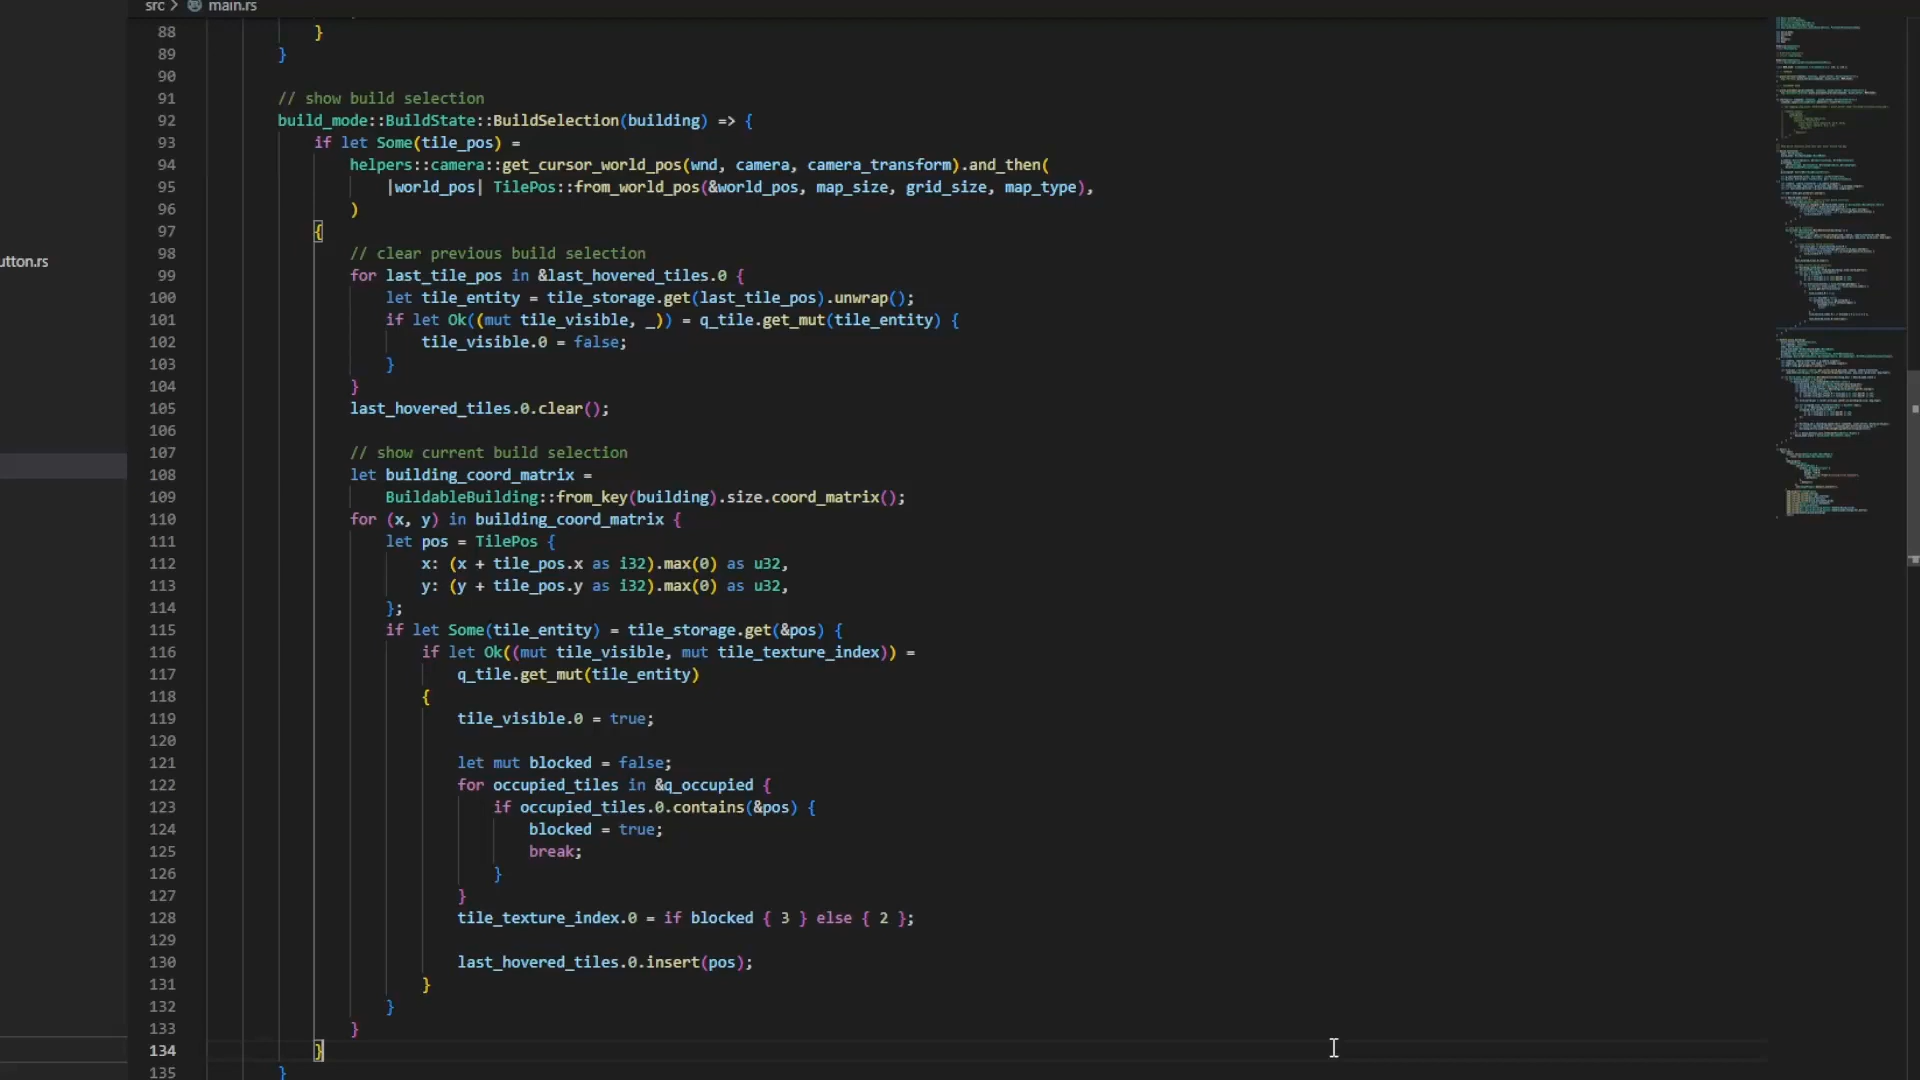 src > main.rs
88 }
89 }
90
91 // show build selection
92 build_mode::BuildState::BuildSelection(building) => {
93 if let Some(tile_pos) =
94 helpers::camera::get_cursor_world_pos(wnd, camera, camera_transform).and_then(
95 |world_pos| TilePos::from_world_pos(&world_pos, map_size, grid_size, map_type),
96 )
97 {
utton.rs
98 // clear previous build selection
99 for last_tile_pos in &last_hovered_tiles.0 {
100 let tile_entity = tile_storage.get(last_tile_pos).unwrap();
101 if let Ok((mut tile_visible, _)) = q_tile.get_mut(tile_entity) {
102 tile_visible.0 = false;
103 }
104 }
105 last_hovered_tiles.0.clear();
106
107 // show current build selection
108 let building_coord_matrix =
109 BuildableBuilding::from_key(building).size.coord_matrix();
110 for (x, y) in building_coord_matrix {
111 let pos = TilePos {
112 x: (x + tile_pos.x as i32).max(0) as u32,
113 y: (y + tile_pos.y as i32).max(0) as u32,
114 };
115 if let Some(tile_entity) = tile_storage.get(&pos) {
116 if let Ok((mut tile_visible, mut tile_texture_index)) =
117 q_tile.get_mut(tile_entity)
118 {
119 tile_visible.0 = true;
120
121 let mut blocked = false;
122 for occupied_tiles in &q_occupied {
123 if occupied_tiles.0.contains(&pos) {
124 blocked = true;
125 break;
126 }
127 }
128 tile_texture_index.0 = if blocked { 3 } else { 2 };
129
130 last_hovered_tiles.0.insert(pos);
131 }
132 }
133 }
134 }
135 }